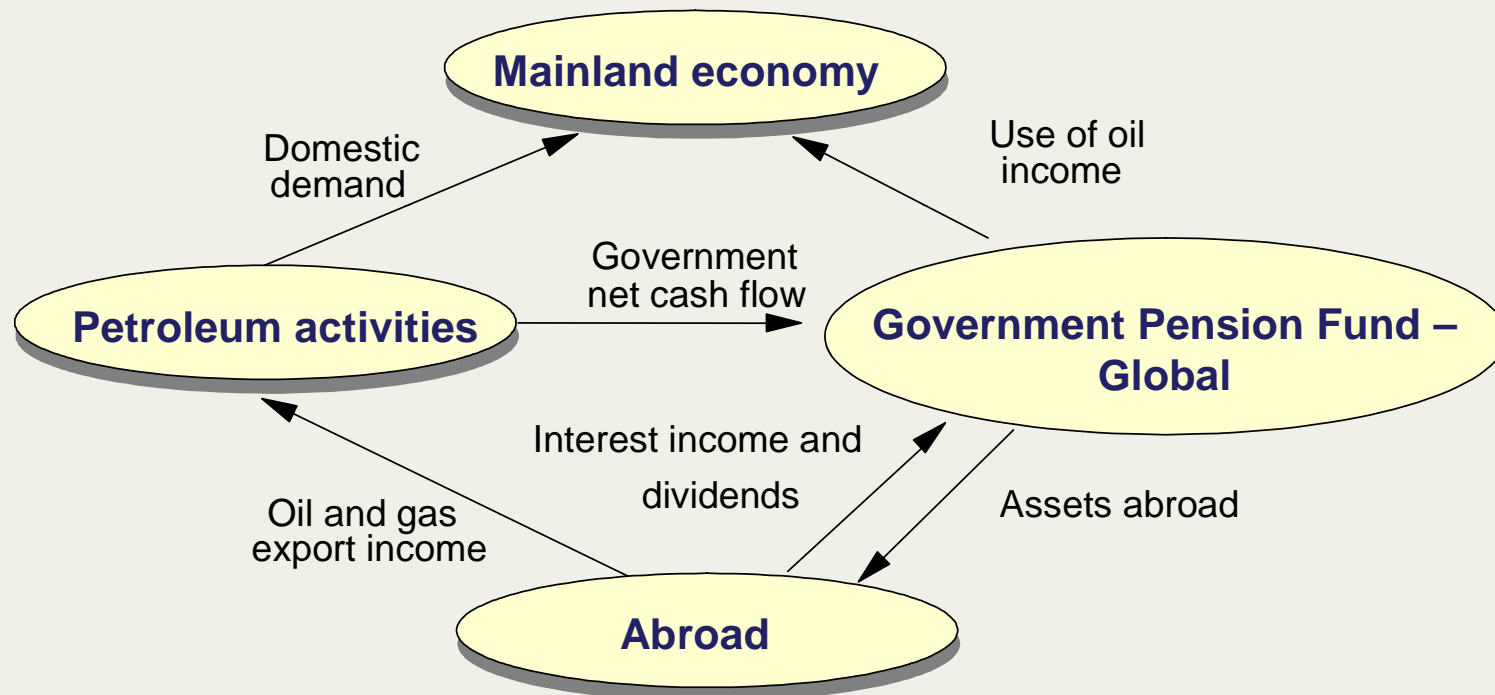 Mainland economy
Domestic
demand
Use of oil
income
Government
net cash flow
Petroleum activities
Government Pension Fund –
Global
Interest income and
dividends
Oil and gas
export income
Assets abroad
Abroad